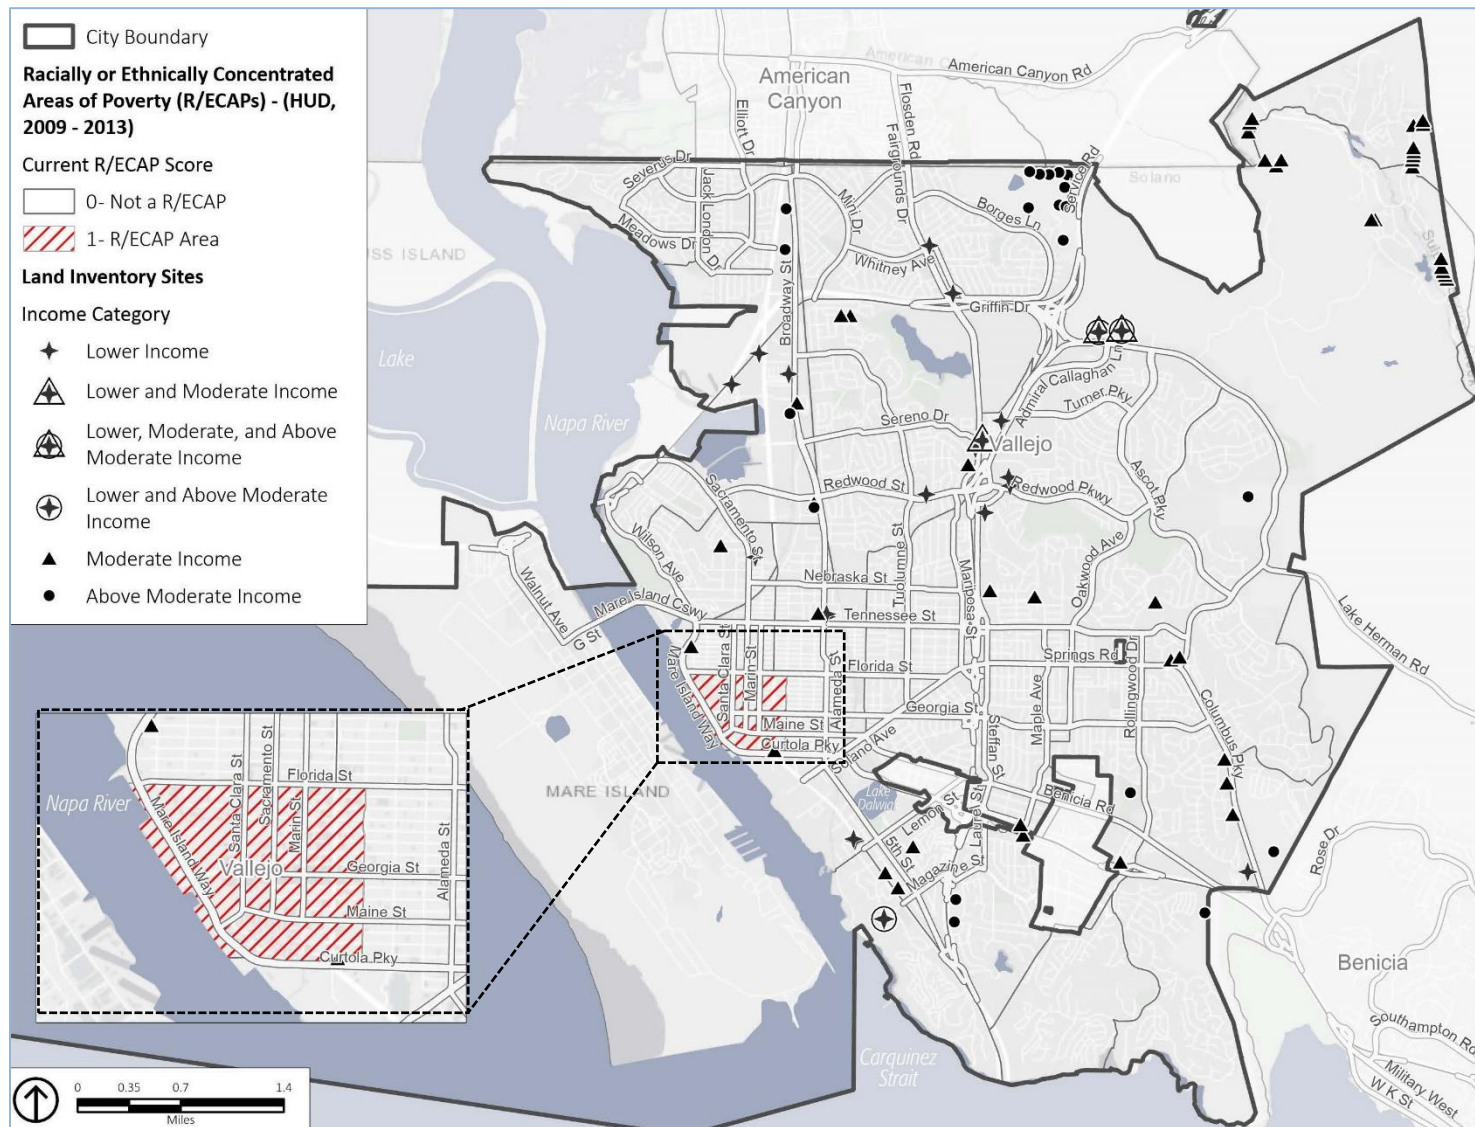 City Boundary
Racially or Ethnically Concentrated
Areas of Poverty (R/ECAPs) - (HUD,
2009 - 2013)
Current R/ECAP Score
0- Not a R/ECAP
1- R/ECAP Area
Land Inventory Sites
Income Category
Lower Income
Lower and Moderate Income
Lower, Moderate, and Above
Moderate Income
Lower and Above Moderate
Income
Moderate Income
Above Moderate Income
American Canyon Rd
American
Canyon
Elliott Dr
Flosden Rd
Fairgrounds Dr
Severus Dr
Jack London Dr
Meadows Dr
Mini Dr
Borges Ln
Service Rd
Solano
Whitney Ave
Broadway St
Griffin Dr
USS ISLAND
Lake
Napa River
Admiral Callaghan Ln
Turner Pky
Sereno Dr
Vallejo
Ascot Pky
Redwood St
Redwood Pkwy
Sacramento St
Wilson Ave
Tuolumne St
Mariposa St
Oakwood Ave
Nebraska St
Walnut Ave
G St
Mare Island Cswy
Tennessee St
Lake Herman Rd
Springs Rd
Florida St
Santa Clara St
Marin St
Alameda St
Mare Island Way
Georgia St
Maine St
Curtola Pky
Solano Ave
Steffan St
Maple Ave
Rollingwood Dr
Columbus Pky
MARE ISLAND
Lake
Dalwigk
Lemon St
Laurel St
Benicia Rd
5th St
Magazine St
Rose Dr
Benicia
Southampton Rd
Military West
W K St
Carquinez
Strait
Napa River
Florida St
Santa Clara St
Sacramento St
Marin St
Mare Island Way
Vallejo
Georgia St
Alameda St
Maine St
Curtola Pky
0 0.35 0.7 1.4
Miles